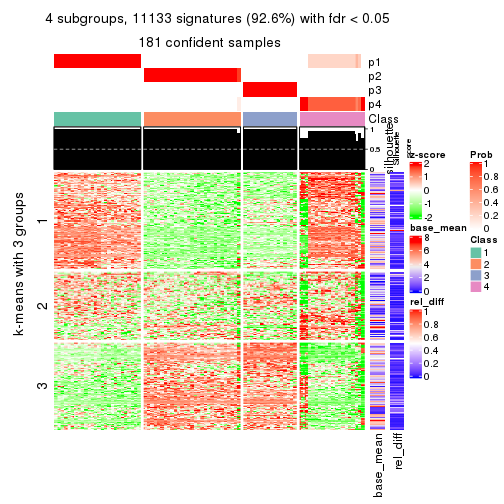 4 subgroups, 11133 signatures (92.6%) with fdr < 0.05
181 confident samples
p1
p2
p3
p4
Class
1
0.5
0
silhouette
Silhouette
score
k-means with 3 groups
1
2
3
base_mean
rel_diff
z-score
2
1
0
-1
-2
base_mean
8
6
4
2
0
rel_diff
1
0.8
0.6
0.4
0.2
0
Prob
1
0.8
0.6
0.4
0.2
0
Class
1
2
3
4